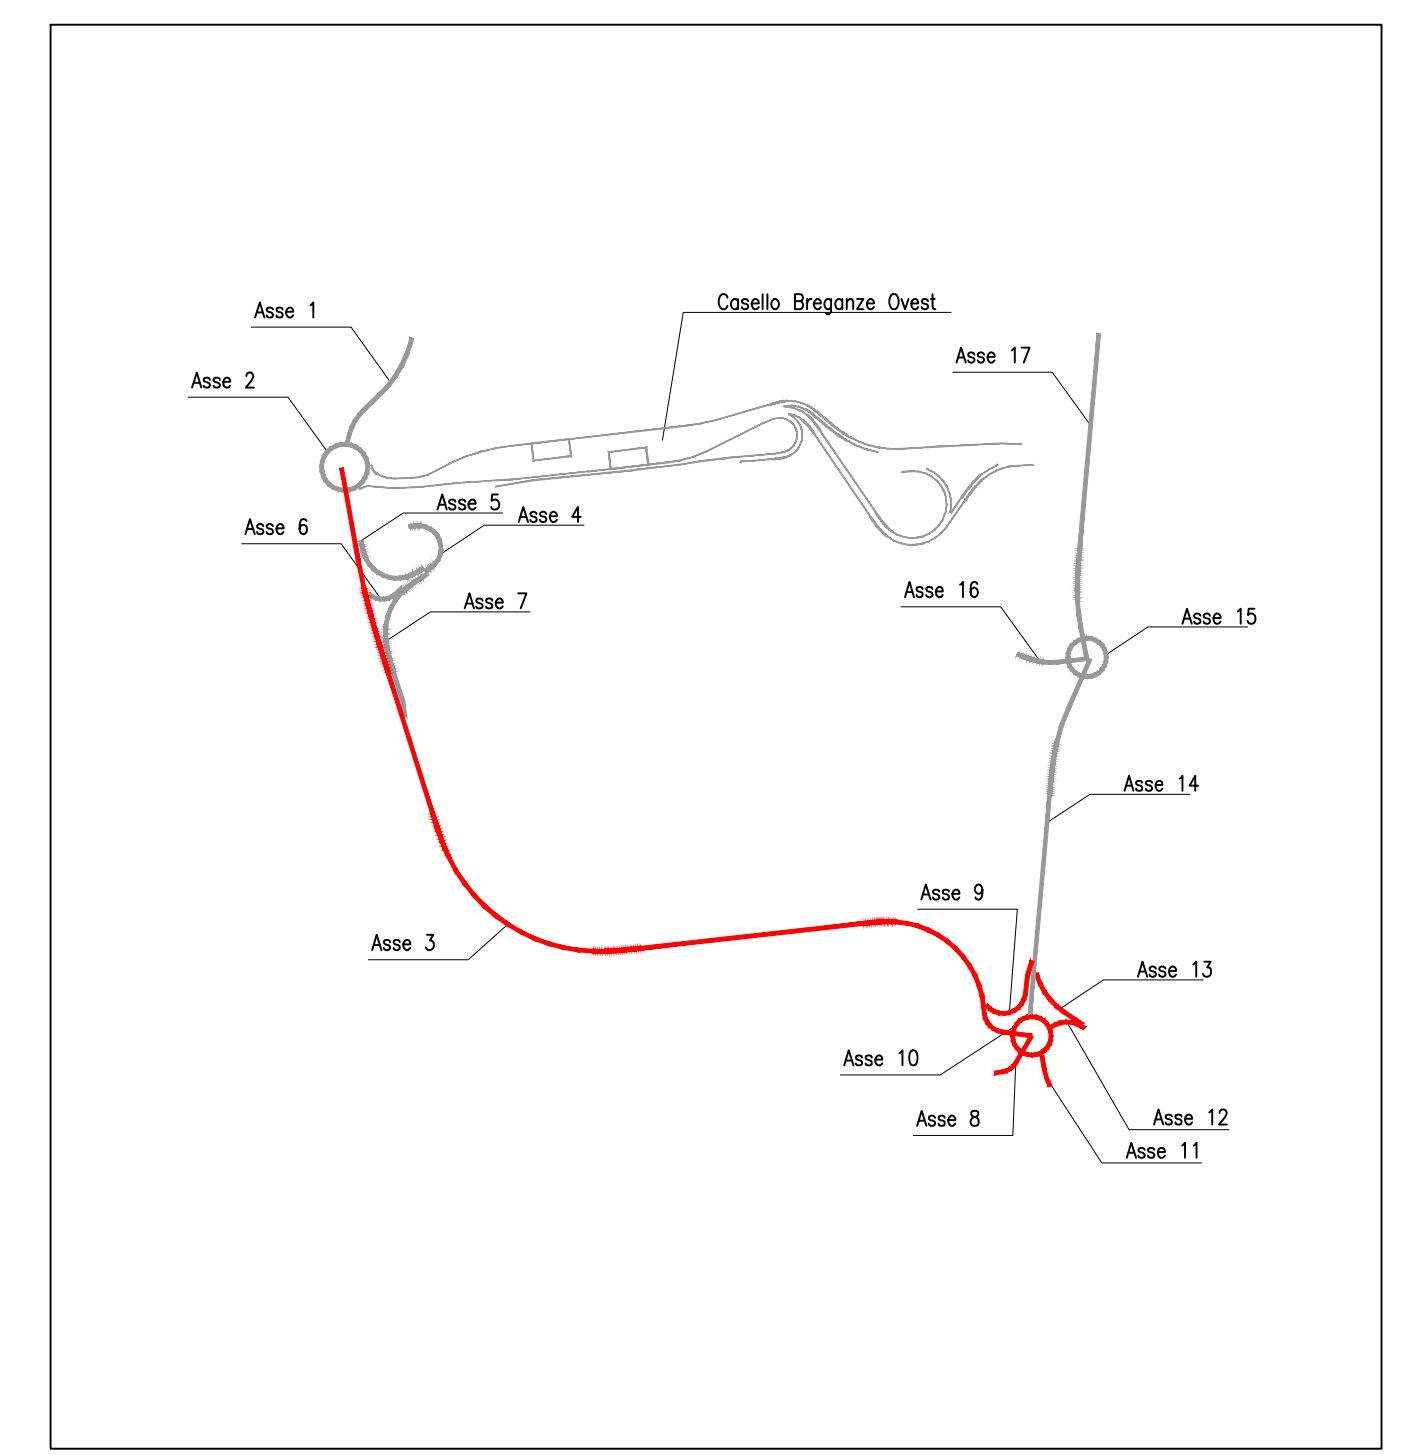 Casello Breganze Ovest
Asse 1
Asse 17
Asse 2
Asse 5
Asse 4
Asse 6
Asse 16
Asse 7
Asse 15
Asse 14
Asse 9
Asse 3
Asse 13
Asse 10
Asse 8
Asse 12
Asse 11